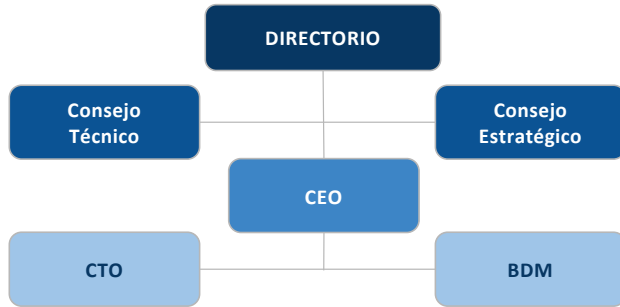 DIRECTORIO
Consejo
Técnico
Consejo
Estratégico
CEO
CTO
BDM